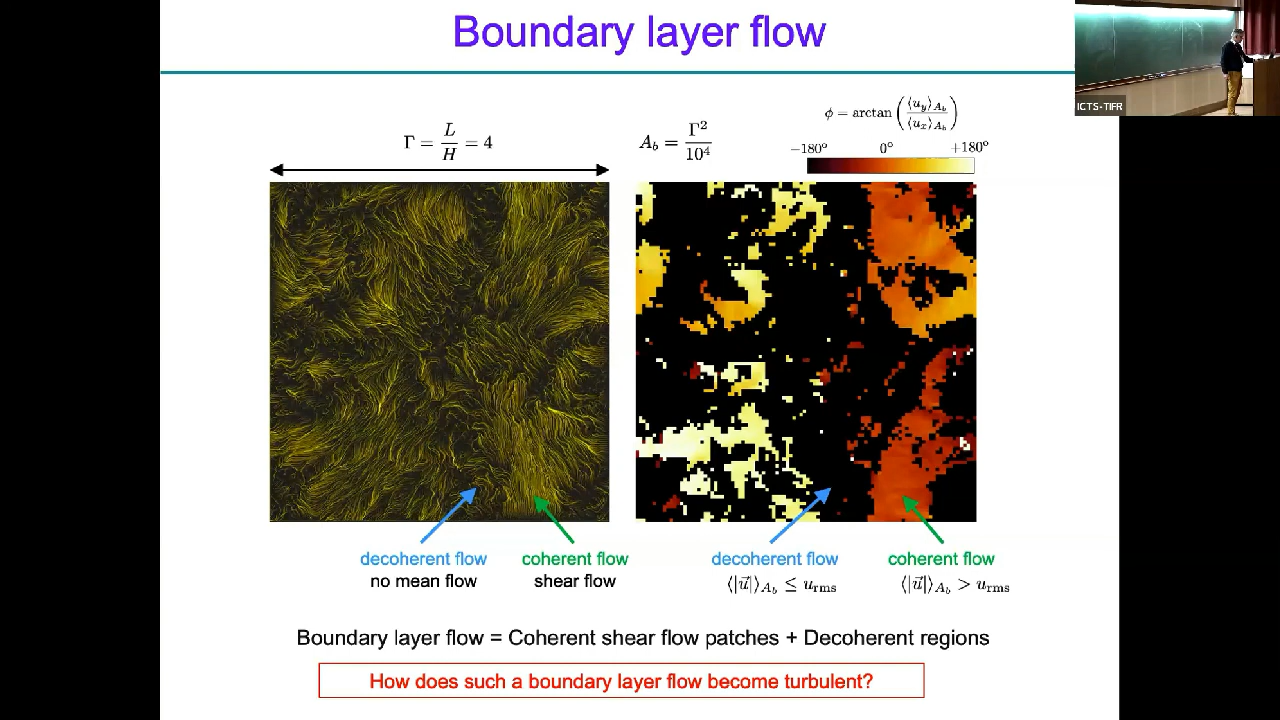 Boundary layer flow
ICTS-TIFR
Γ = L/H = 4
A_b = Γ²/10⁴
ϕ = arctan(⟨u_y⟩_{A_b}/⟨u_x⟩_{A_b})
−180° 0° +180°
decoherent flow coherent flow decoherent flow coherent flow
no mean flow shear flow ⟨|u⃗|⟩_{A_b} ≤ u_rms ⟨|u⃗|⟩_{A_b} > u_rms
Boundary layer flow = Coherent shear flow patches + Decoherent regions
How does such a boundary layer flow become turbulent?